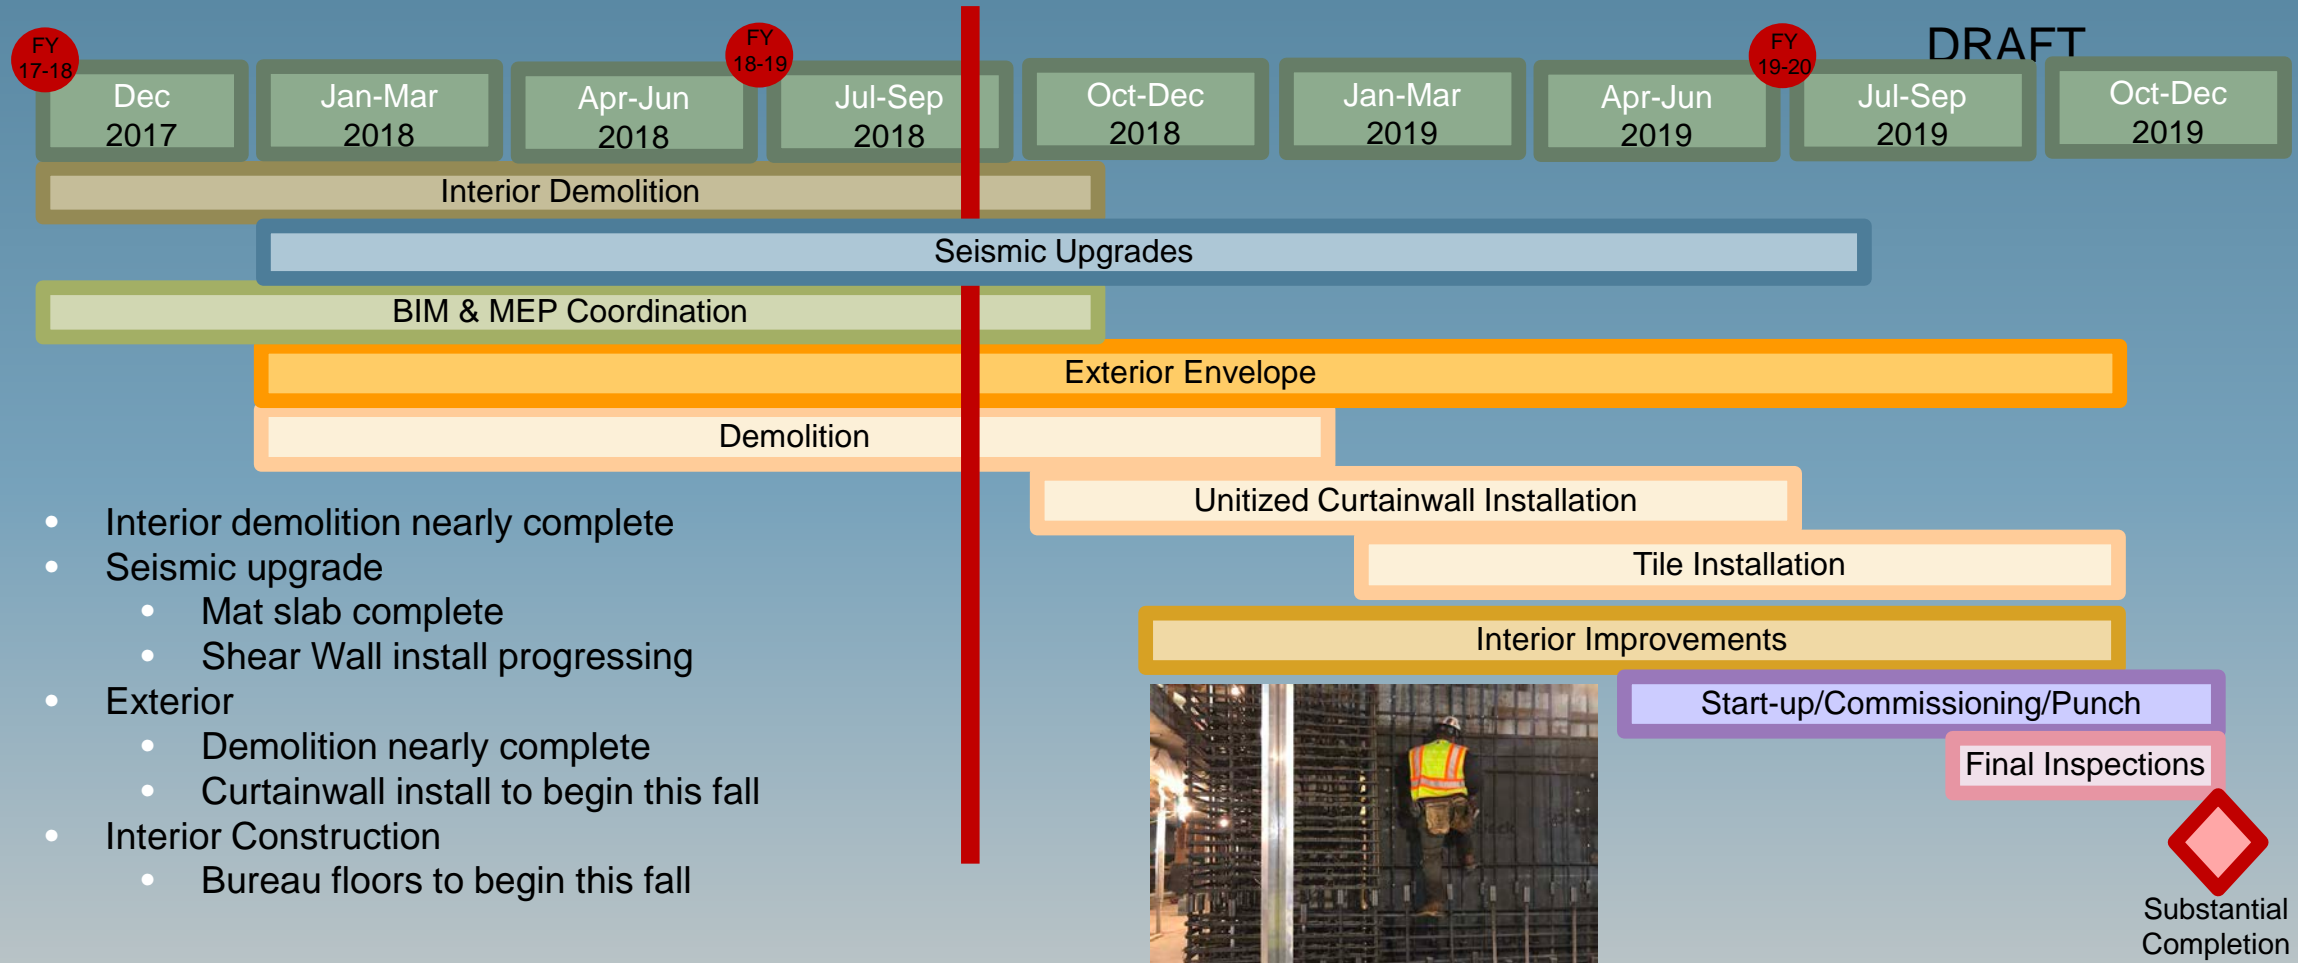 DRAFT
FY
17-18
FY
18-19
FY
19-20
Dec
2017
Jan-Mar
2018
Apr-Jun
2018
Jul-Sep
2018
Oct-Dec
2018
Jan-Mar
2019
Apr-Jun
2019
Jul-Sep
2019
Oct-Dec
2019
Interior Demolition
Seismic Upgrades
BIM & MEP Coordination
Exterior Envelope
Demolition
Unitized Curtainwall Installation
Tile Installation
Interior Improvements
Start-up/Commissioning/Punch
Final Inspections
Substantial
Completion
• Interior demolition nearly complete
• Seismic upgrade
• Mat slab complete
• Shear Wall install progressing
• Exterior
• Demolition nearly complete
• Curtainwall install to begin this fall
• Interior Construction
• Bureau floors to begin this fall